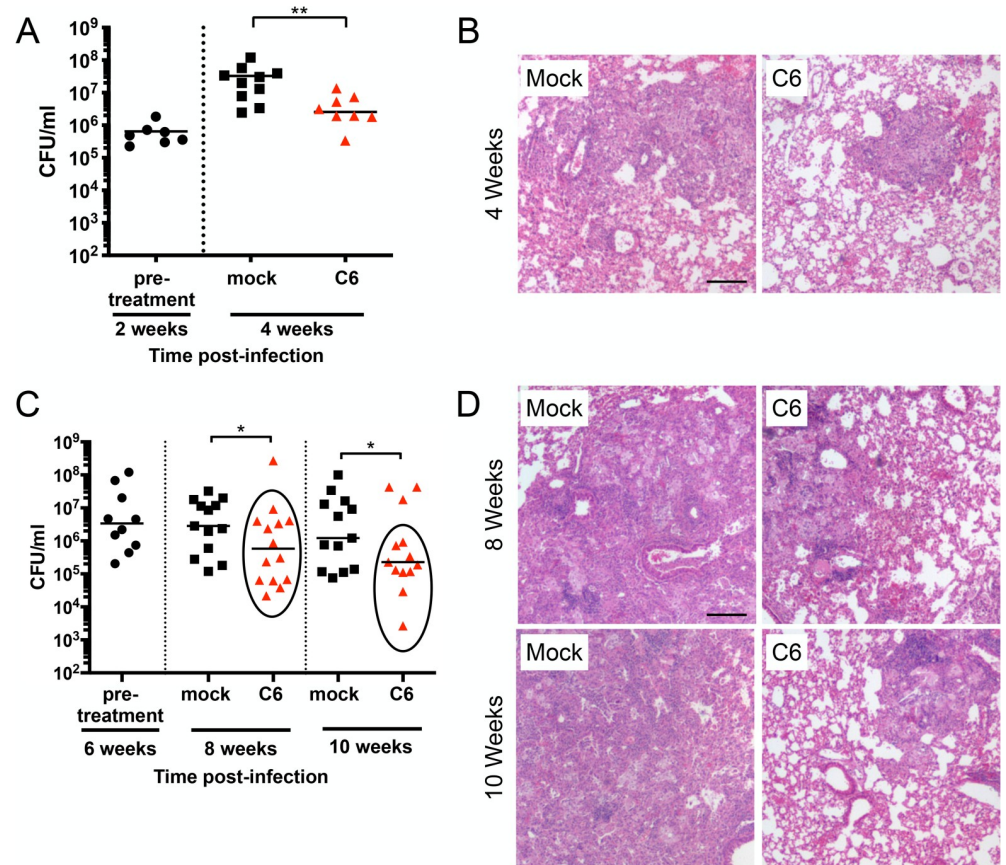 A
CFU/ml
10⁹
10⁸
10⁷
10⁶
10⁵
10⁴
10³
10²
**
pre-
treatment
mock
C6
2 weeks
4 weeks
Time post-infection
B
4 Weeks
Mock
C6
C
CFU/ml
10⁹
10⁸
10⁷
10⁶
10⁵
10⁴
10³
10²
*
*
pre-
treatment
mock
C6
mock
C6
6 weeks
8 weeks
10 weeks
Time post-infection
D
8 Weeks
Mock
C6
10 Weeks
Mock
C6